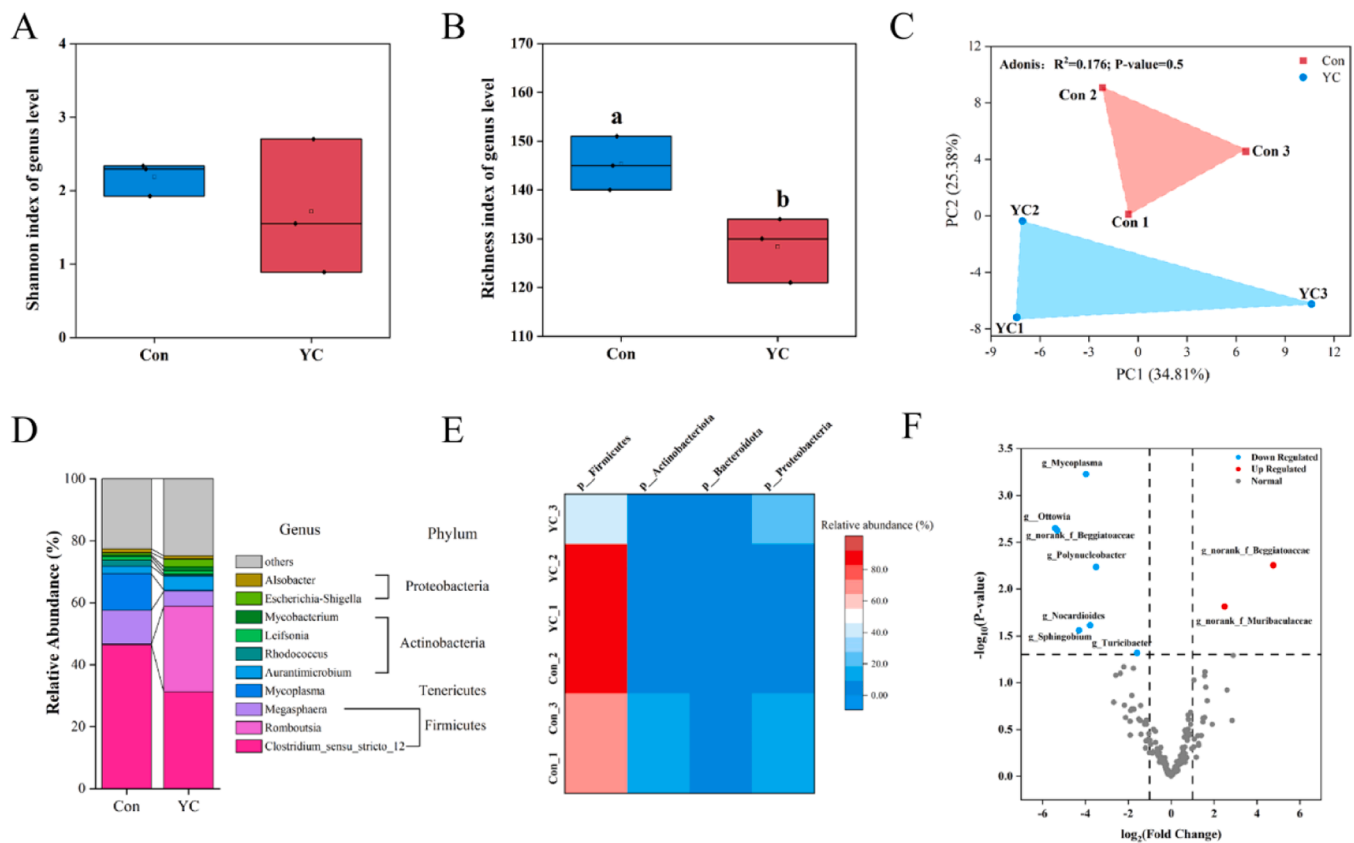 A
Shannon index of genus level
4
3
2
1
0
Con
YC
B
Richness index of genus level
170
160
150
140
130
120
110
a
b
Con
YC
C
Adonis: R²=0.176; P-value=0.5
Con
YC
Con 2
Con 3
Con 1
YC2
YC1
YC3
PC2 (25.38%)
12
8
4
0
-4
-8
-9
-6
-3
0
3
6
9
12
PC1 (34.81%)
D
Relative Abundance (%)
100
80
60
40
20
0
Con
YC
Genus
Phylum
others
Alsobacter
Escherichia-Shigella
Proteobacteria
Mycobacterium
Leifsonia
Rhodococcus
Aurantimicrobium
Actinobacteria
Mycoplasma
Tenericutes
Megasphaera
Romboutsia
Clostridium_sensu_stricto_12
Firmicutes
E
p__Firmicutes
p__Actinobacteriota
p__Bacteroidota
p__Proteobacteria
YC_3
YC_2
YC_1
Con_2
Con_3
Con_1
Relative abundance (%)
80.0
60.0
40.0
20.0
0.00
F
Down Regulated
Up Regulated
Normal
g_Mycoplasma
g__Ottowia
g_norank_f_Beggiatoaceae
g_Polynucleobacter
g_norank_f_Beggiatoaceae
g_Nocardioides
g_Sphingobium
g_Turicibacter
g_norank_f_Muribaculaceae
-log10(P-value)
3.5
3.0
2.5
2.0
1.5
1.0
0.5
0.0
-6
-4
-2
0
2
4
6
log2(Fold Change)